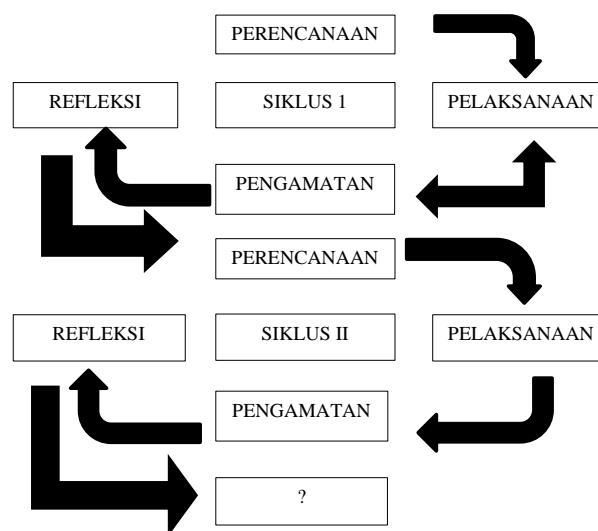 PERENCANAAN
REFLEKSI
SIKLUS 1
PELAKSANAAN
PENGAMATAN
PERENCANAAN
REFLEKSI
SIKLUS II
PELAKSANAAN
PENGAMATAN
?